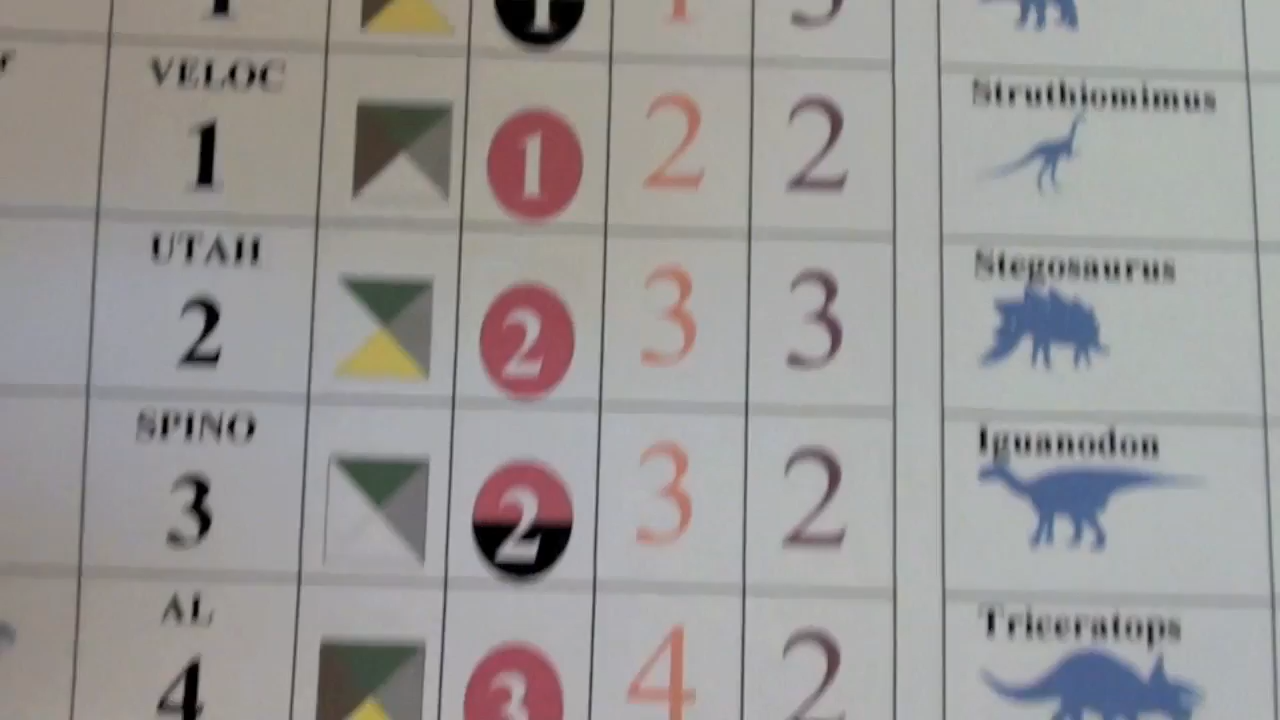 VELOC
1 1 2 2 Struthiomimus
UTAH
2 2 3 3 Stegosaurus
SPINO
3 2 3 2 Iguanodon
AL
4 3 4 2 Triceratops